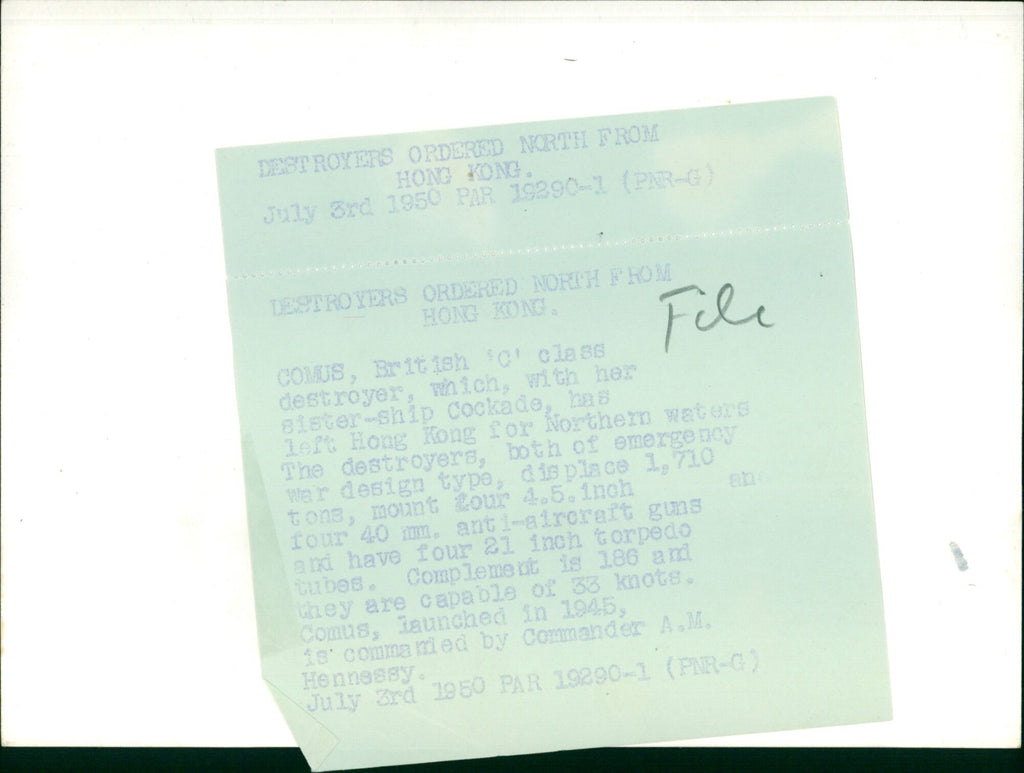 DESTROYERS ORDERED NORTH FROM
HONG KONG.
July 3rd 1950 PAR 19290-1 (PNR-G)
DESTROYERS ORDERED NORTH FROM
HONG KONG.
File
COMUS, British 'C' class
destroyer, which, with her
sister-ship Cockade, has
left Hong Kong for Northern waters
The destroyers, both of emergency
war design type, displace 1,710
tons, mount four 4.5.inch an
four 40 mm. anti-aircraft guns
and have four 21 inch torpedo
tubes. Complement is 186 and
they are capable of 33 knots.
Comus, launched in 1945,
is commanded by Commander A.M.
Hennessy.
July 3rd 1950 PAR 19290-1 (PNR-G)